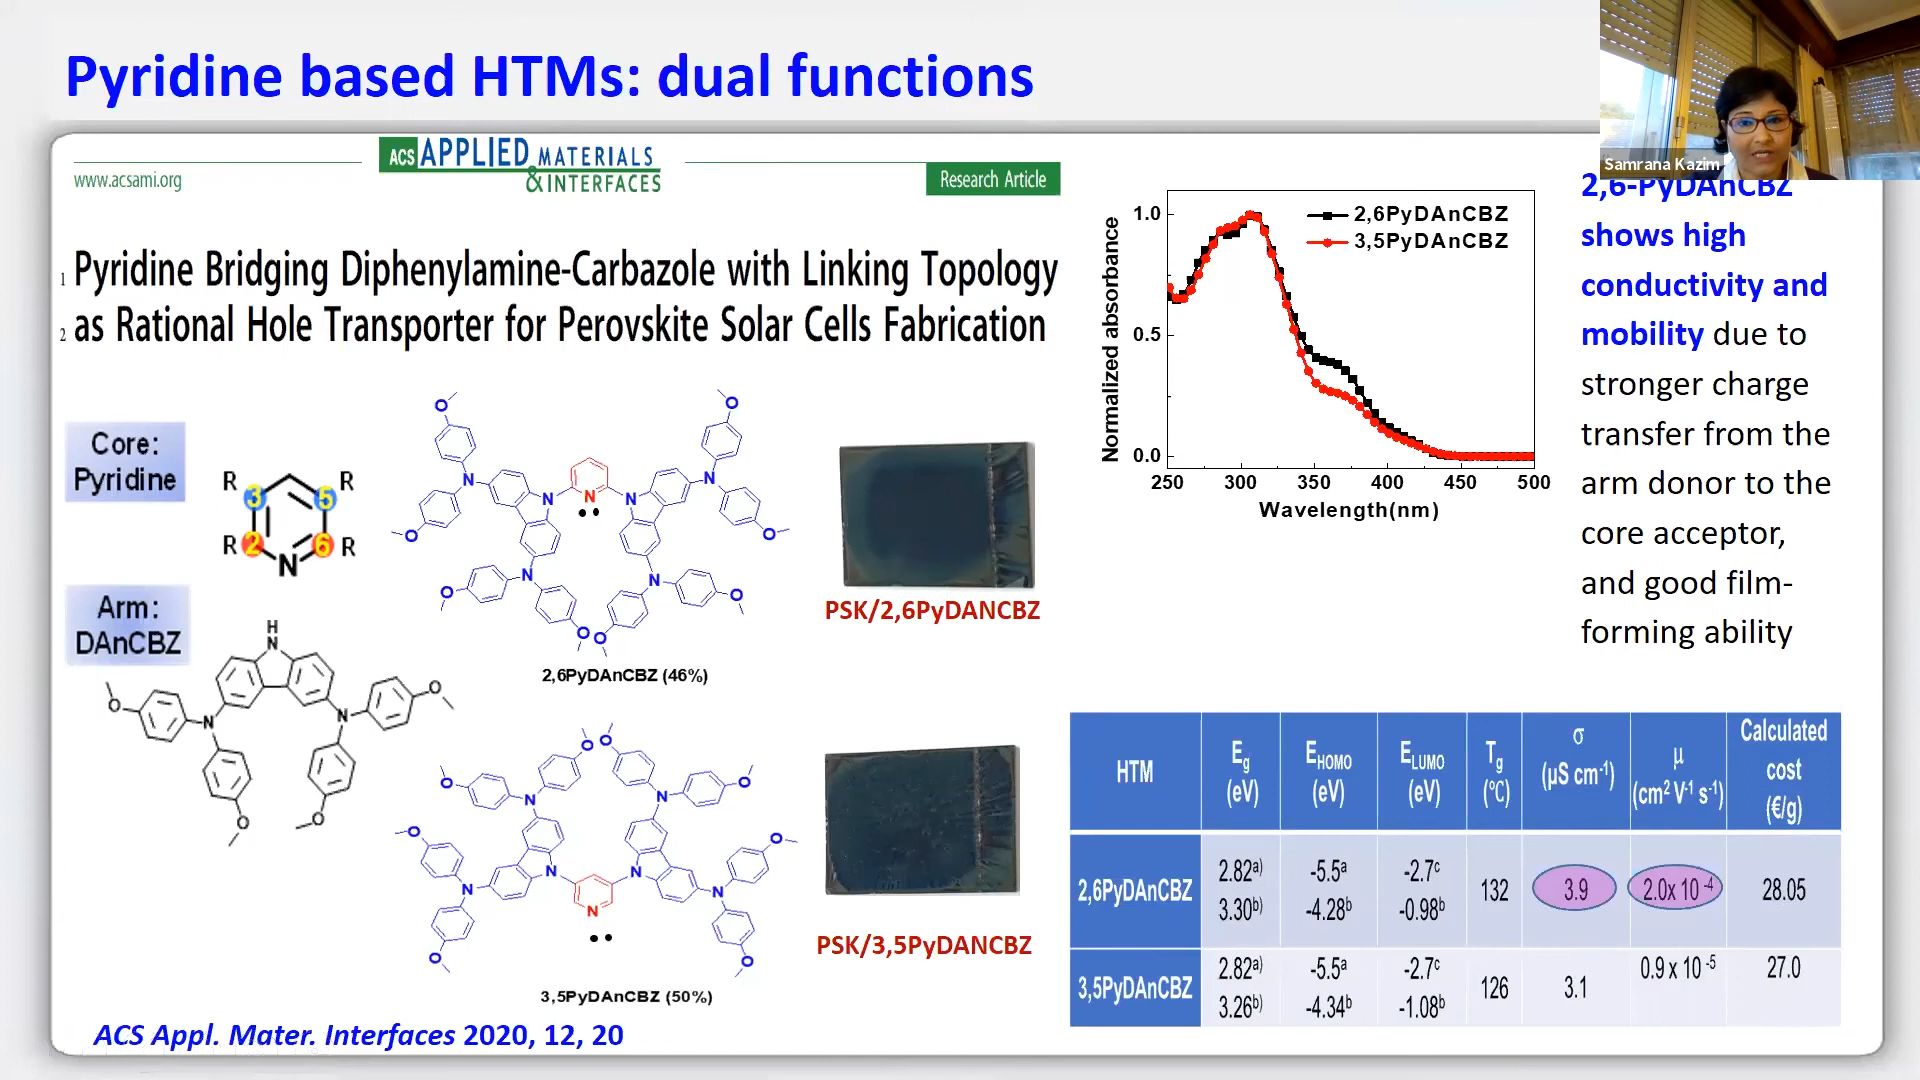 Pyridine based HTMs: dual functions
Samrana Kazim
www.acsami.org
ACS APPLIED MATERIALS
&INTERFACES
Research Article
1 Pyridine Bridging Diphenylamine-Carbazole with Linking Topology
2 as Rational Hole Transporter for Perovskite Solar Cells Fabrication
Core:
Pyridine
R R
3 5
R 2 6 R
N
Arm:
DAnCBZ
H
N
N N
O O
O O
O O
N N
O N N N O
N N
O O
O O
2,6PyDAnCBZ (46%)
PSK/2,6PyDANCBZ
O O
O O
N N
O O
N N
N N
N
O O
3,5PyDAnCBZ (50%)
PSK/3,5PyDANCBZ
ACS Appl. Mater. Interfaces 2020, 12, 20
Normalized absorbance
1.0
0.5
0.0
2,6PyDAnCBZ
3,5PyDAnCBZ
250 300 350 400 450 500
Wavelength(nm)
2,6-PyDAnCBZ
shows high
conductivity and
mobility due to
stronger charge
transfer from the
arm donor to the
core acceptor,
and good film-
forming ability
HTM Eg (eV) EHOMO (eV) ELUMO (eV) Tg (℃) σ (µS cm-1) µ (cm2 V-1 s-1) Calculated cost (€/g)
2,6PyDAnCBZ 2.82a) 3.30b) -5.5a -4.28b -2.7c -0.98b 132 3.9 2.0x 10 -4 28.05
3,5PyDAnCBZ 2.82a) 3.26b) -5.5a -4.34b -2.7c -1.08b 126 3.1 0.9 x 10 -5 27.0